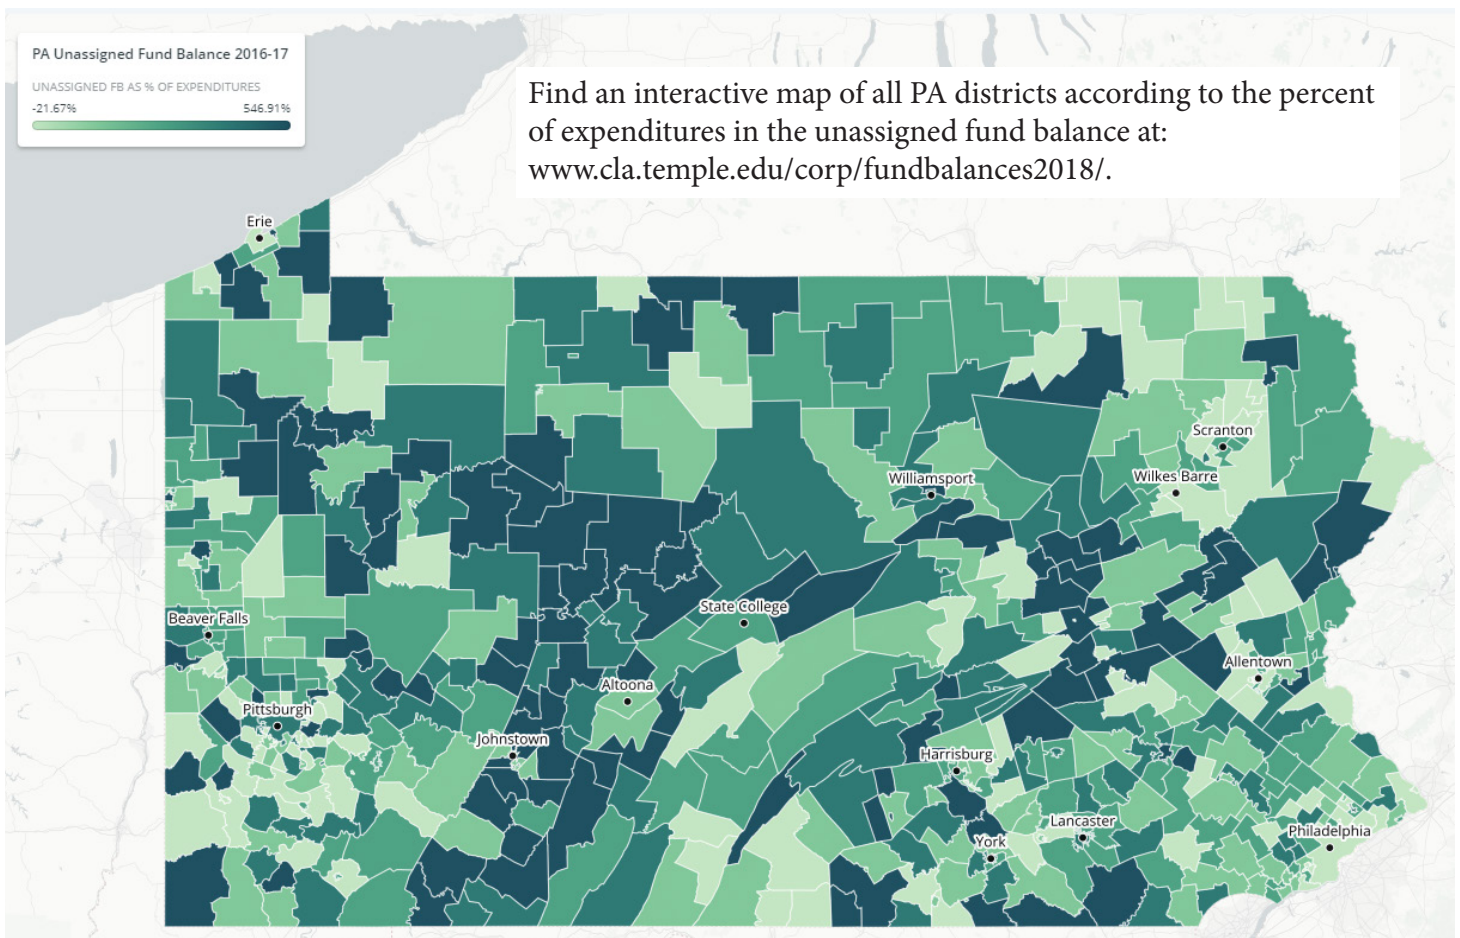 PA Unassigned Fund Balance 2016-17
UNASSIGNED FB AS % OF EXPENDITURES
-21.67% 546.91%
Find an interactive map of all PA districts according to the percent
of expenditures in the unassigned fund balance at:
www.cla.temple.edu/corp/fundbalances2018/.
Erie
Scranton
Williamsport
Wilkes Barre
State College
Beaver Falls
Allentown
Altoona
Pittsburgh
Johnstown
Harrisburg
Lancaster
Philadelphia
York